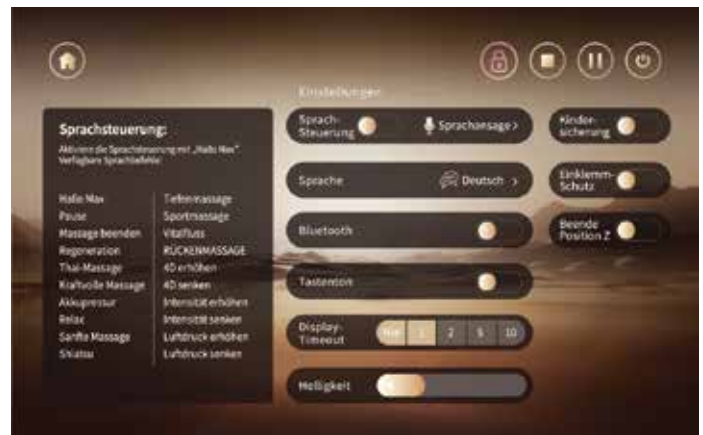 Einstellungen
Sprachsteuerung:
Aktiviere die Sprachsteuerung mit „Hallo Max“
Verfügbare Sprachbefehle:
Hallo Max
Pause
Massage beenden
Regeneration
Thai-Massage
Kraftvolle Massage
Akkupressur
Relax
Sanfte Massage
Shiatsu
Tiefenmassage
Sportmassage
Vitalfluss
RÜCKENMASSAGE
4D erhöhen
4D senken
Intensität erhöhen
Intensität senken
Luftdruck erhöhen
Luftdruck senken
Sprach-
Steuerung
Sprachansage >
Sprache
Deutsch >
Bluetooth
Tastenton
Display-
Timeout
Nie 1 2 5 10
Helligkeit
Kinder-
sicherung
Einklemm-
Schutz
Beende
Position Z